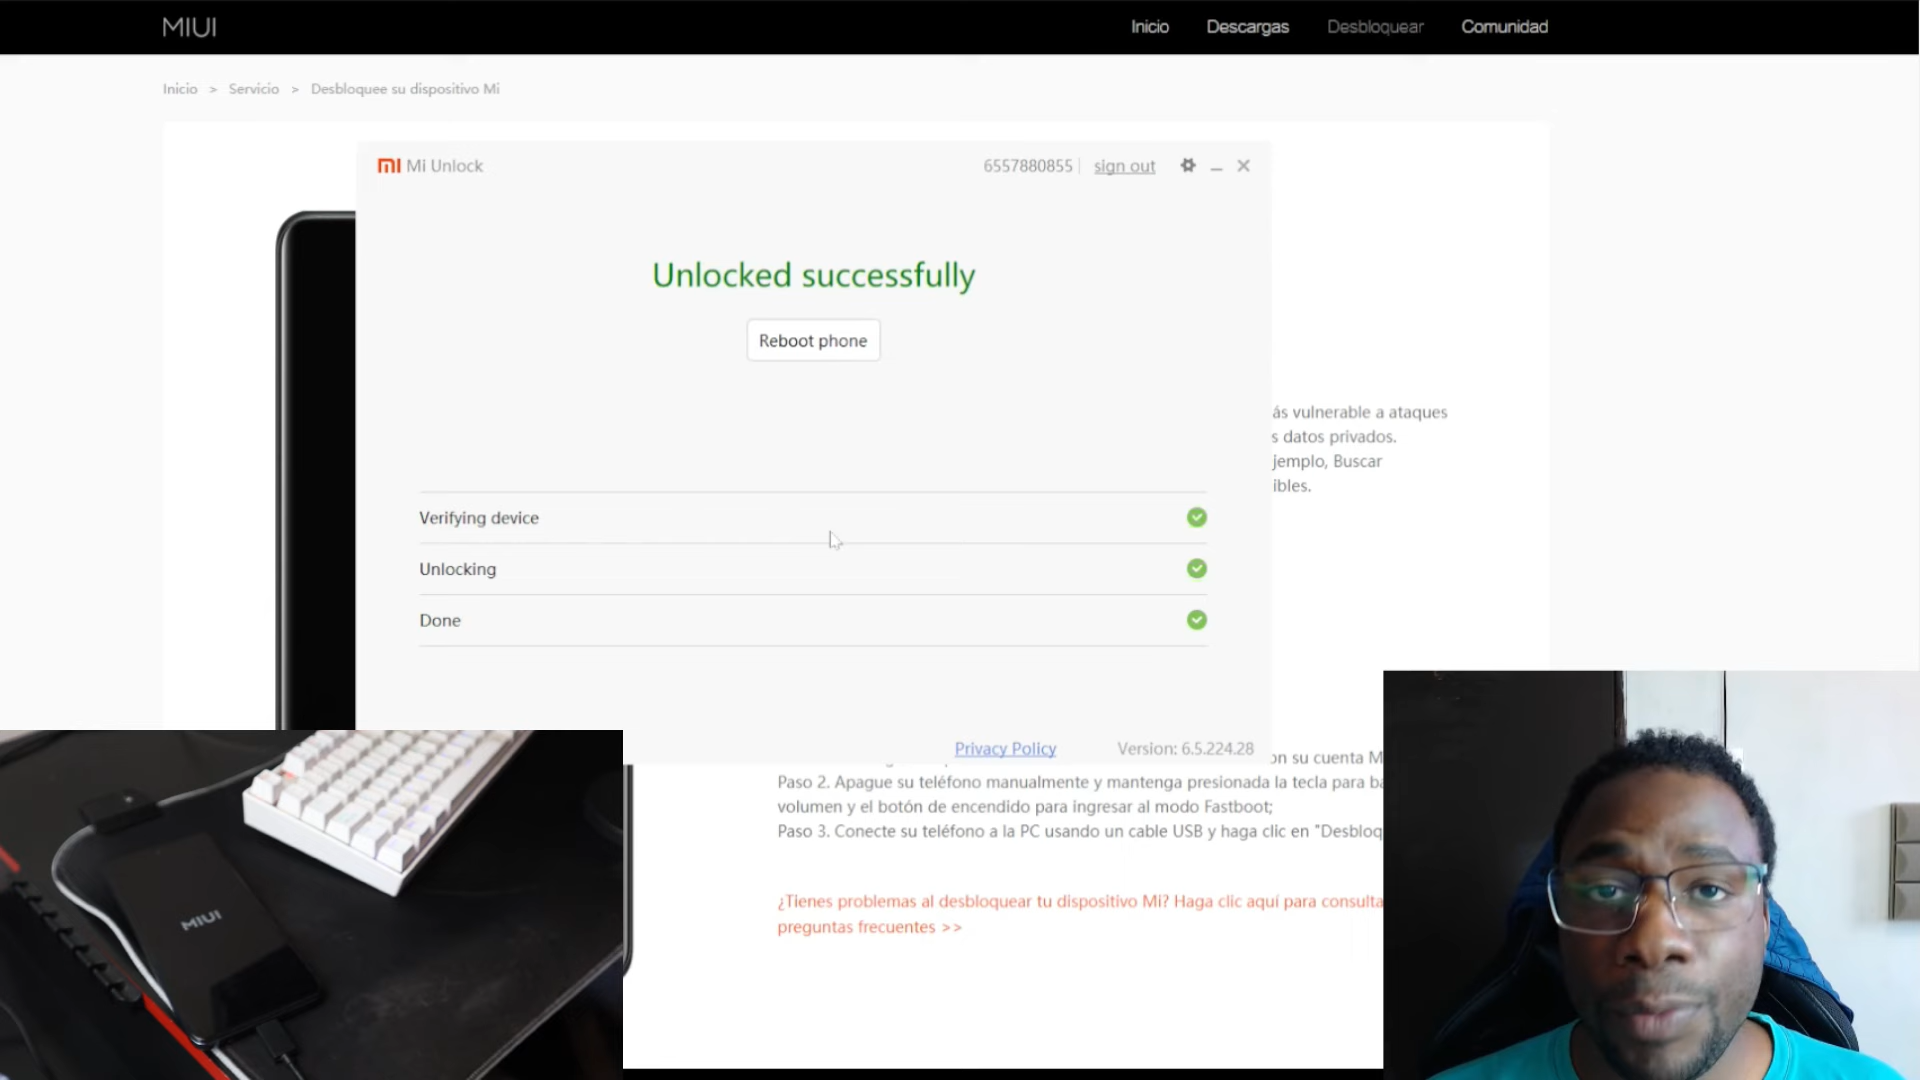 MIUI
Inicio
Descargas
Desbloquear
Comunidad
Inicio > Servicio > Desbloquee su dispositivo Mi
Mi Unlock
6557880855
sign out
Unlocked successfully
Reboot phone
ás vulnerable a ataques
s datos privados.
jemplo, Buscar
ibles.
Verifying device
Unlocking
Done
Privacy Policy
Version: 6.5.224.28
on su cuenta M
Paso 2. Apague su teléfono manualmente y mantenga presionada la tecla para ba
volumen y el botón de encendido para ingresar al modo Fastboot;
Paso 3. Conecte su teléfono a la PC usando un cable USB y haga clic en "Desbloq
¿Tienes problemas al desbloquear tu dispositivo Mi? Haga clic aquí para consulta
preguntas frecuentes >>
MIUI